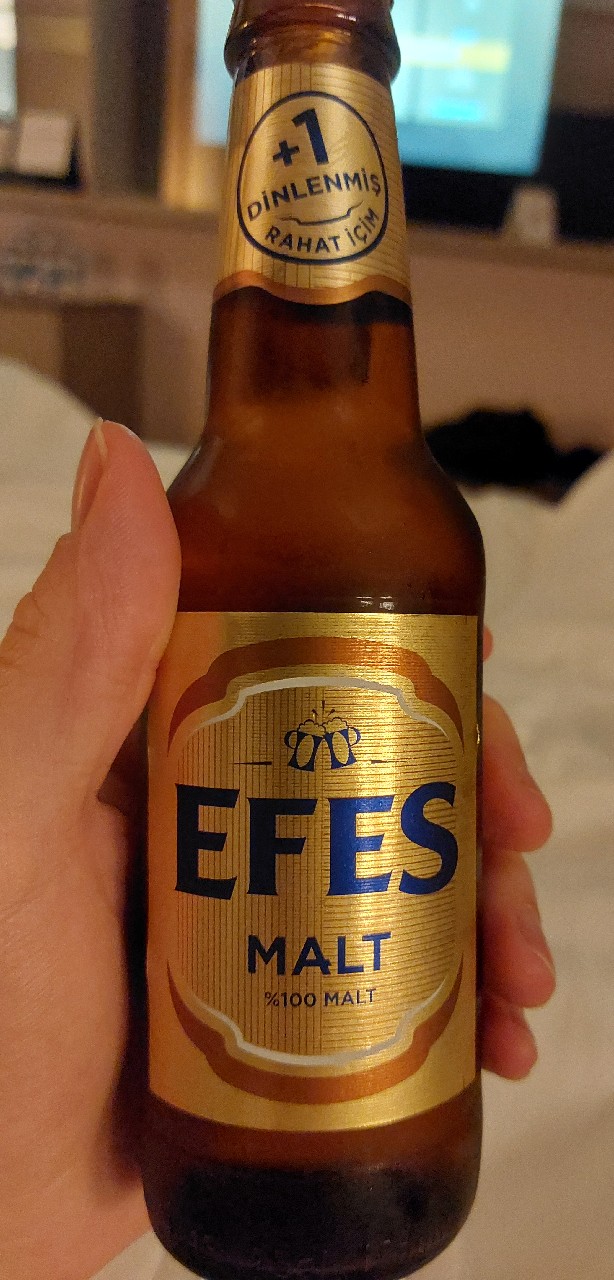 +1
DİNLENMİŞ
RAHAT İÇİM
EFES
MALT
%100 MALT